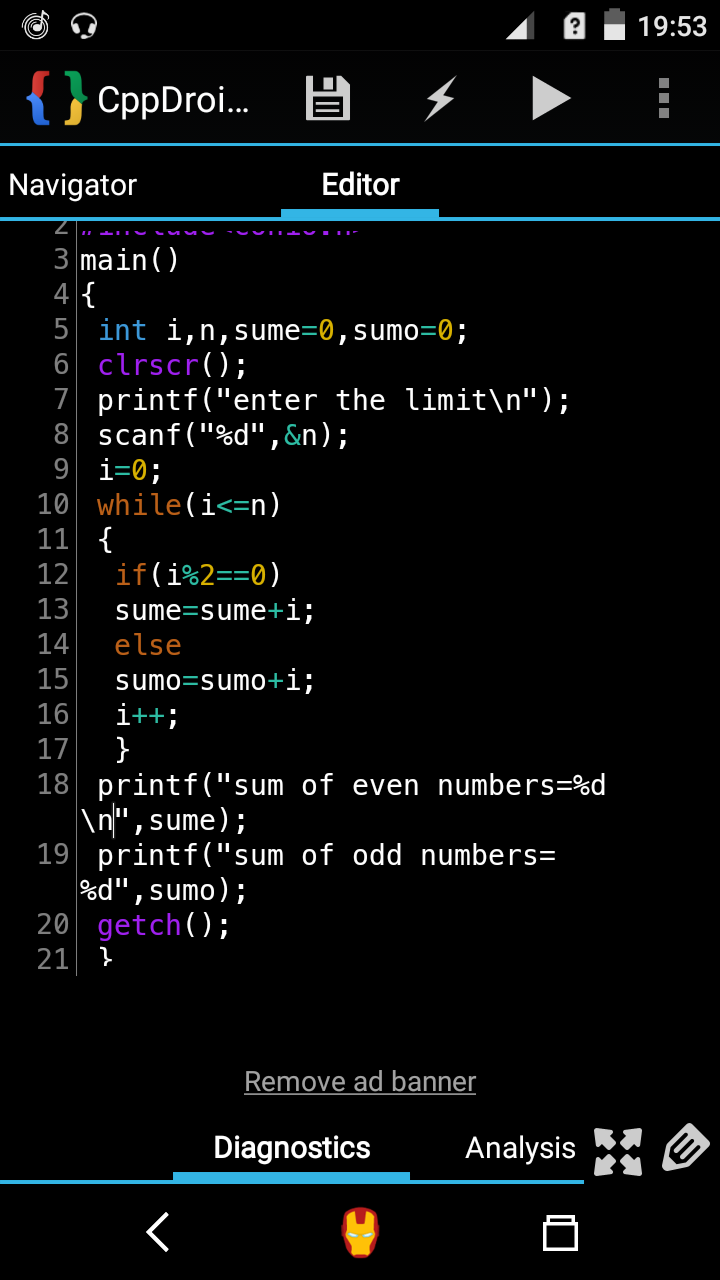 19:53
CppDroi...
Navigator
Editor
2 #include<conio.h>
3 main()
4 {
5 int i,n,sume=0,sumo=0;
6 clrscr();
7 printf("enter the limit\n");
8 scanf("%d",&n);
9 i=0;
10 while(i<=n)
11 {
12 if(i%2==0)
13 sume=sume+i;
14 else
15 sumo=sumo+i;
16 i++;
17 }
18 printf("sum of even numbers=%d
\n",sume);
19 printf("sum of odd numbers=
%d",sumo);
20 getch();
21 }
Remove ad banner
Diagnostics
Analysis